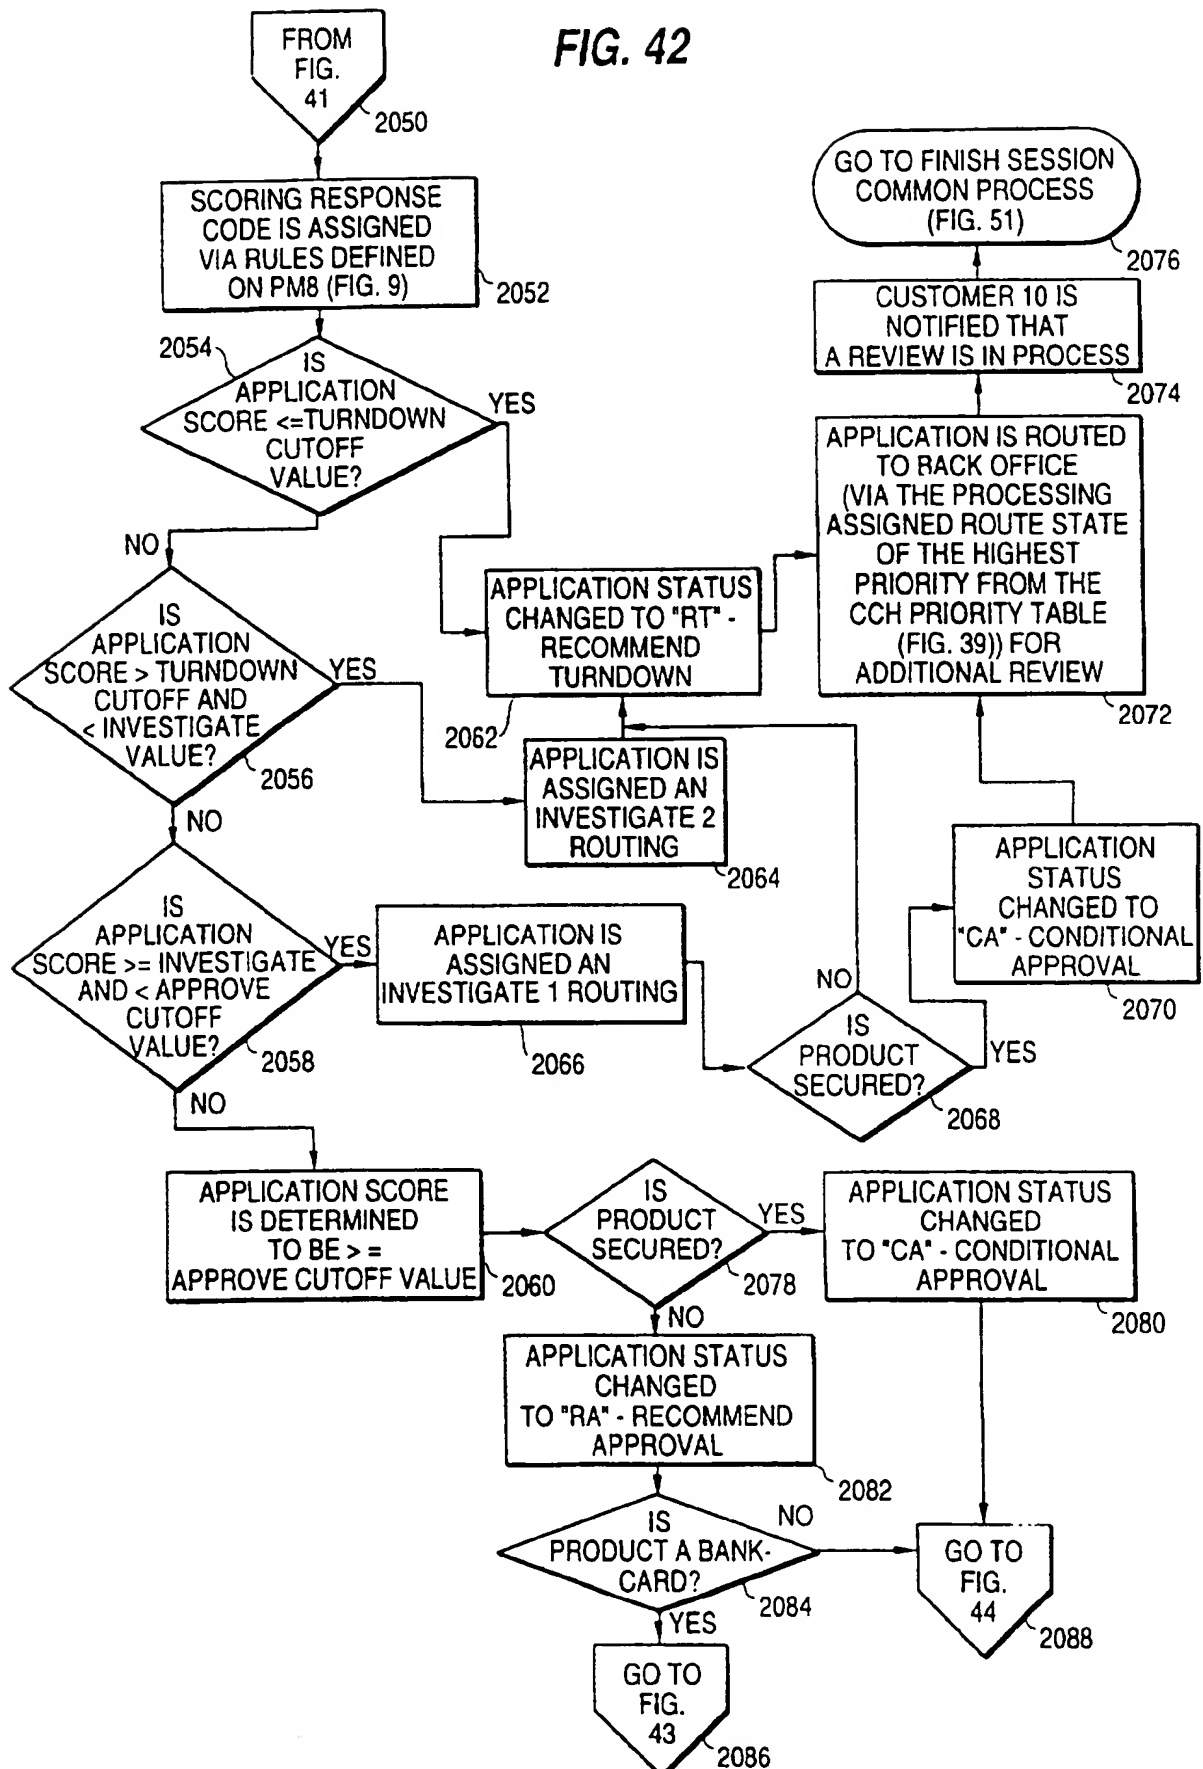 FIG. 42
FROM
FIG.
41
2050
SCORING RESPONSE
CODE IS ASSIGNED
VIA RULES DEFINED
ON PM8 (FIG. 9)
2052
2054
IS
APPLICATION
SCORE <=TURNDOWN
CUTOFF
VALUE?
YES
NO
IS
APPLICATION
SCORE > TURNDOWN
CUTOFF AND
< INVESTIGATE
VALUE?
2056
YES
NO
IS
APPLICATION
SCORE >= INVESTIGATE
AND < APPROVE
CUTOFF
VALUE?
2058
YES
NO
APPLICATION SCORE
IS DETERMINED
TO BE > =
APPROVE CUTOFF VALUE
2060
APPLICATION STATUS
CHANGED TO "RT" -
RECOMMEND
TURNDOWN
2062
APPLICATION IS
ASSIGNED AN
INVESTIGATE 2
ROUTING
2064
APPLICATION IS
ASSIGNED AN
INVESTIGATE 1 ROUTING
2066
IS
PRODUCT
SECURED?
2068
NO
YES
APPLICATION
STATUS
CHANGED TO
"CA" - CONDITIONAL
APPROVAL
2070
APPLICATION IS ROUTED
TO BACK OFFICE
(VIA THE PROCESSING
ASSIGNED ROUTE STATE
OF THE HIGHEST
PRIORITY FROM THE
CCH PRIORITY TABLE
(FIG. 39)) FOR
ADDITIONAL REVIEW
2072
CUSTOMER 10 IS
NOTIFIED THAT
A REVIEW IS IN PROCESS
2074
GO TO FINISH SESSION
COMMON PROCESS
(FIG. 51)
2076
IS
PRODUCT
SECURED?
2078
YES
NO
APPLICATION STATUS
CHANGED
TO "CA" - CONDITIONAL
APPROVAL
2080
APPLICATION STATUS
CHANGED
TO "RA" - RECOMMEND
APPROVAL
2082
IS
PRODUCT A BANK-
CARD?
2084
NO
YES
GO TO
FIG.
43
2086
GO TO
FIG.
44
2088